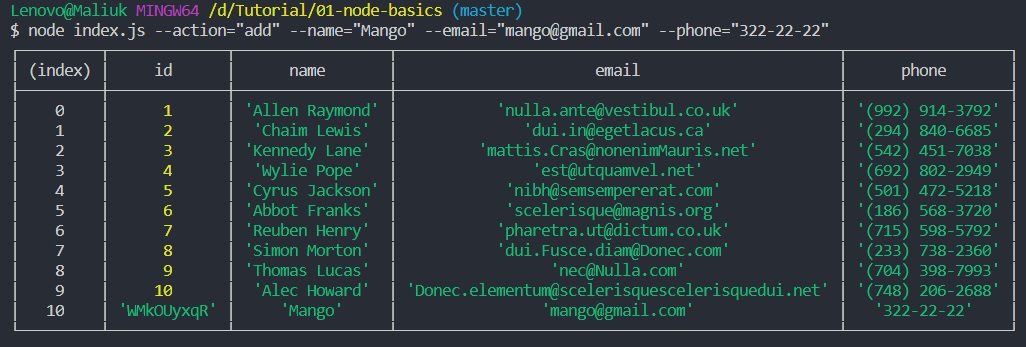 Lenovo@Maliuk MINGW64 /d/Tutorial/01-node-basics (master)
$ node index.js --action="add" --name="Mango" --email="mango@gmail.com" --phone="322-22-22"
(index) id name email phone
0 1 'Allen Raymond' 'nulla.ante@vestibul.co.uk' '(992) 914-3792'
1 2 'Chaim Lewis' 'dui.in@egetlacus.ca' '(294) 840-6685'
2 3 'Kennedy Lane' 'mattis.Cras@nonenimMauris.net' '(542) 451-7038'
3 4 'Wylie Pope' 'est@utquamvel.net' '(692) 802-2949'
4 5 'Cyrus Jackson' 'nibh@semsempererat.com' '(501) 472-5218'
5 6 'Abbot Franks' 'scelerisque@magnis.org' '(186) 568-3720'
6 7 'Reuben Henry' 'pharetra.ut@dictum.co.uk' '(715) 598-5792'
7 8 'Simon Morton' 'dui.Fusce.diam@Donec.com' '(233) 738-2360'
8 9 'Thomas Lucas' 'nec@Nulla.com' '(704) 398-7993'
9 10 'Alec Howard' 'Donec.elementum@scelerisquescelerisquedui.net' '(748) 206-2688'
10 'WMkOUyxqR' 'Mango' 'mango@gmail.com' '322-22-22'